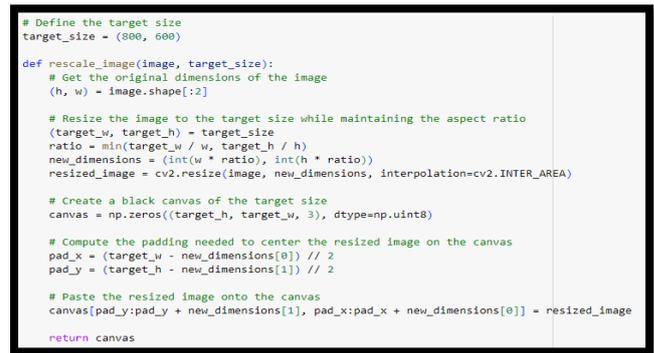 # Define the target size
target_size = (800, 600)
def rescale_image(image, target_size):
    # Get the original dimensions of the image
    (h, w) = image.shape[:2]
    # Resize the image to the target size while maintaining the aspect ratio
    (target_w, target_h) = target_size
    ratio = min(target_w / w, target_h / h)
    new_dimensions = (int(w * ratio), int(h * ratio))
    resized_image = cv2.resize(image, new_dimensions, interpolation=cv2.INTER_AREA)
    # Create a black canvas of the target size
    canvas = np.zeros((target_h, target_w, 3), dtype=np.uint8)
    # Compute the padding needed to center the resized image on the canvas
    pad_x = (target_w - new_dimensions[0]) // 2
    pad_y = (target_h - new_dimensions[1]) // 2
    # Paste the resized image onto the canvas
    canvas[pad_y:pad_y + new_dimensions[1], pad_x:pad_x + new_dimensions[0]] = resized_image
    return canvas